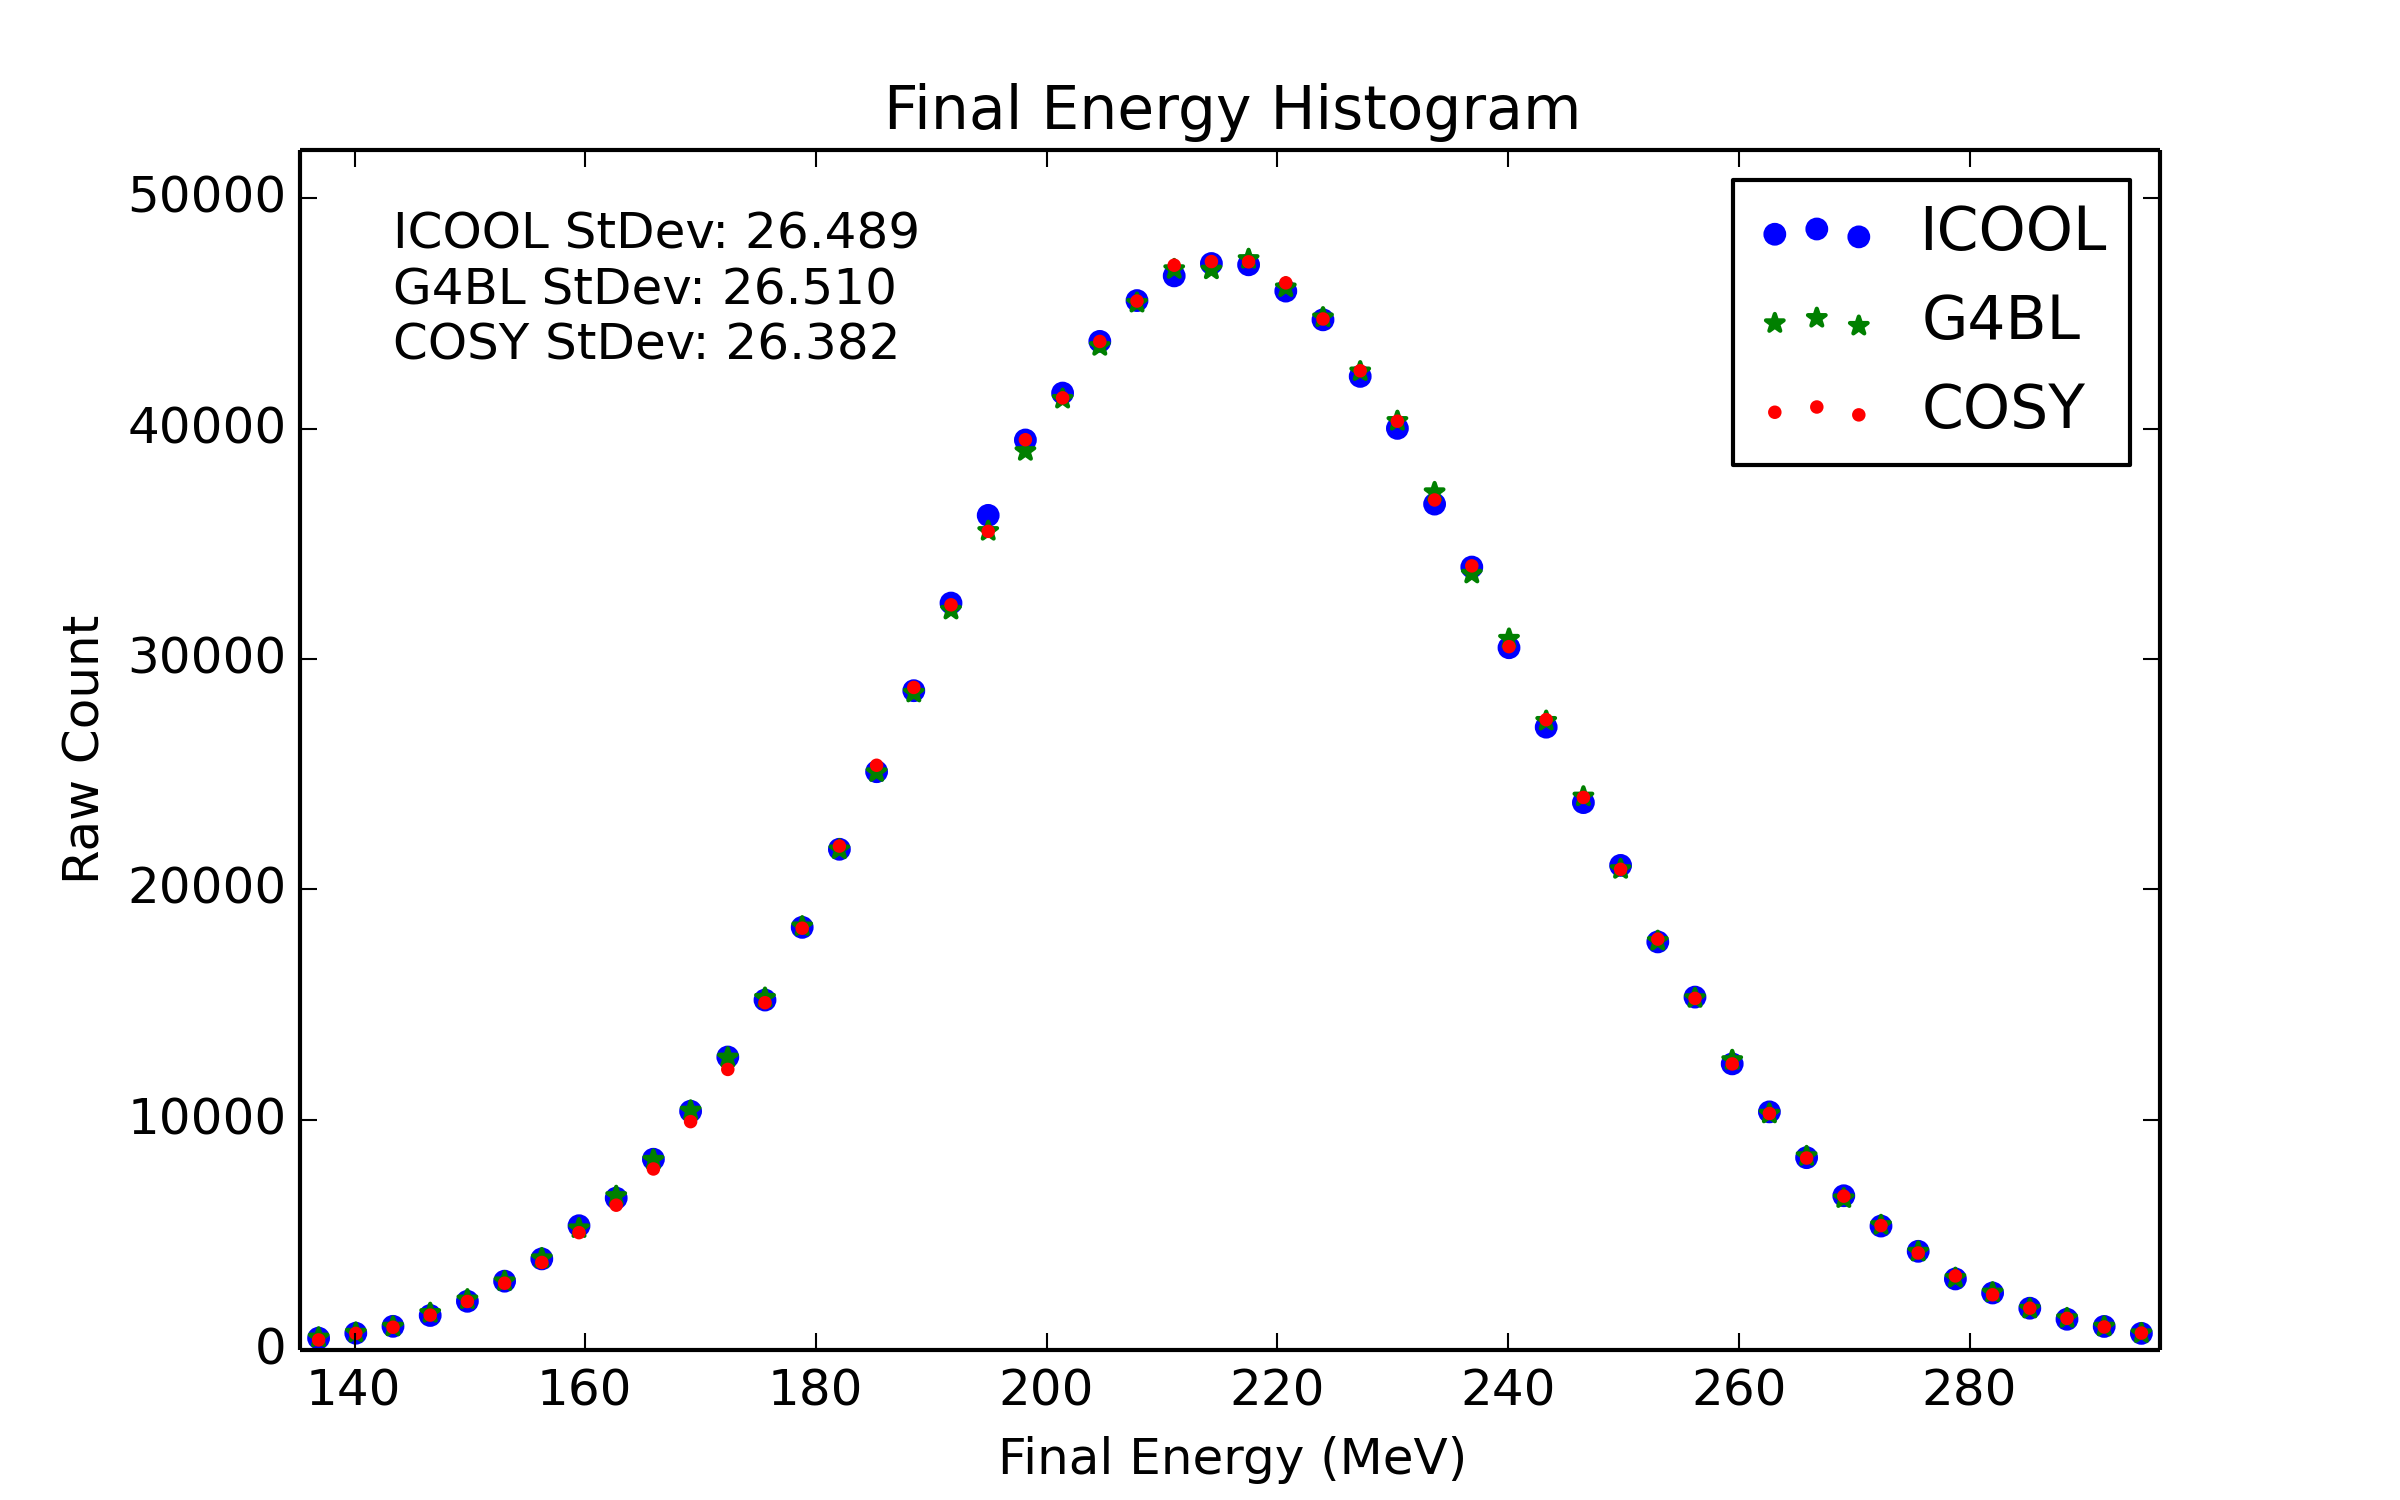 Final Energy Histogram
50000
40000
30000
20000
10000
0
Raw Count
ICOOL StDev: 26.489
G4BL StDev: 26.510
COSY StDev: 26.382
ICOOL
G4BL
COSY
140 160 180 200 220 240 260 280
Final Energy (MeV)